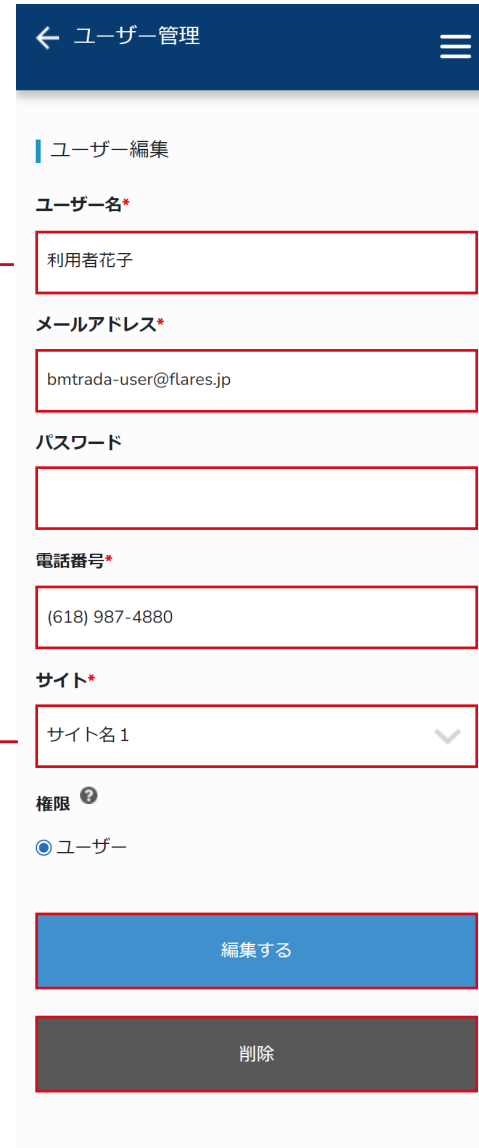 ユーザー管理
ユーザー編集
ユーザー名*
利用者花子
メールアドレス*
bmtrada-user@flares.jp
パスワード
電話番号*
(618) 987-4880
サイト*
サイト名1
権限 ?
ユーザー
編集する
削除